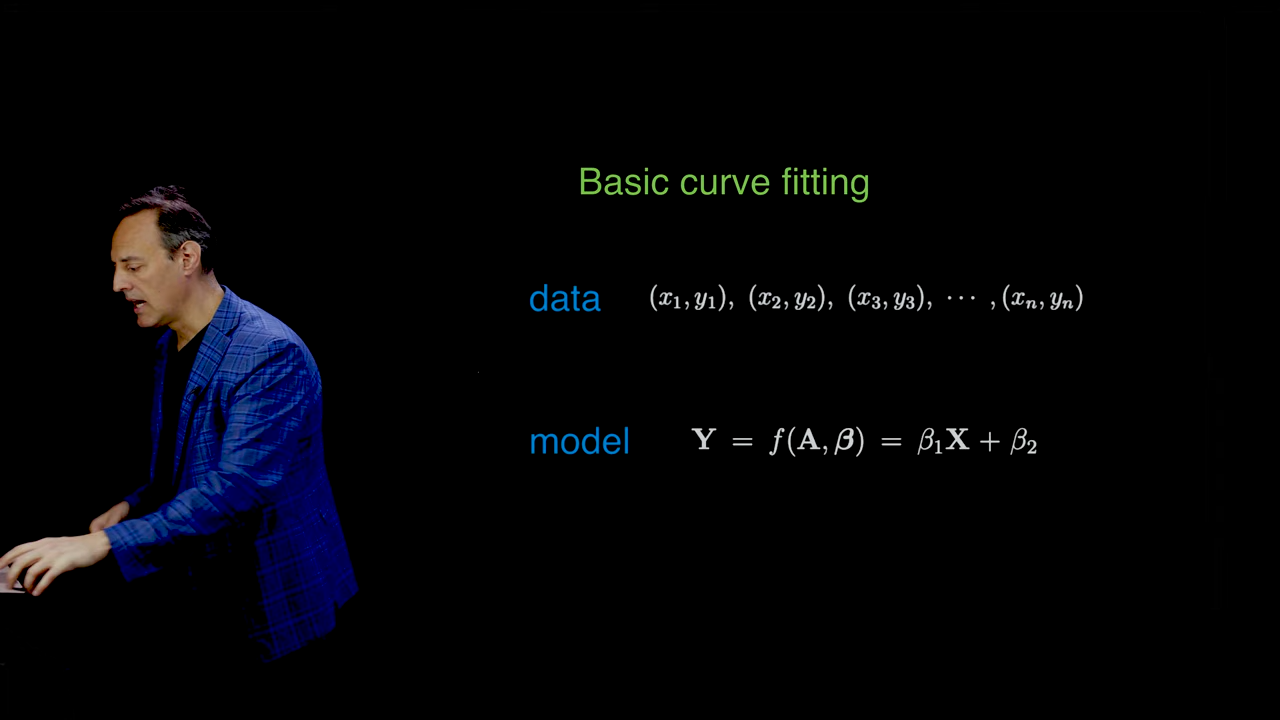 Basic curve fitting
data (x₁, y₁), (x₂, y₂), (x₃, y₃), ⋯ , (xₙ, yₙ)
model Y = f(A, β) = β₁X + β₂